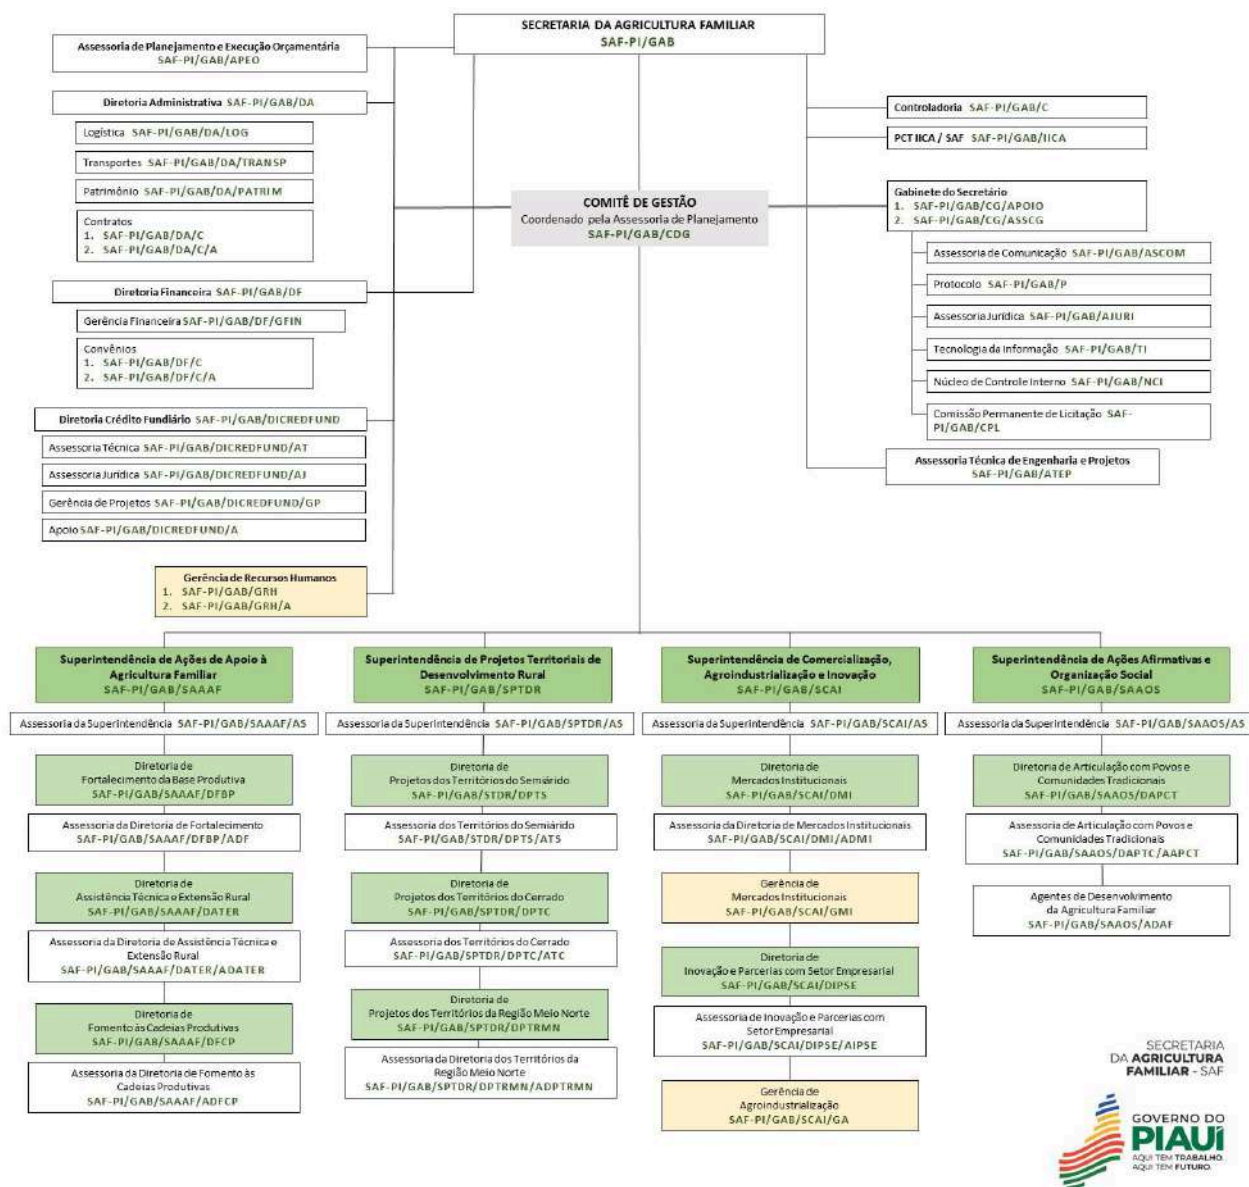 SECRETARIA DA AGRICULTURA FAMILIAR
SAF-PI/GAB
Assessoria de Planejamento e Execução Orçamentária
SAF-PI/GAB/APEO
Diretoria Administrativa SAF-PI/GAB/DA
Logística SAF-PI/GAB/DA/LOG
Transportes SAF-PI/GAB/DA/TRANSP
Patrimônio SAF-PI/GAB/DA/PATRIM
Contratos
1. SAF-PI/GAB/DA/C
2. SAF-PI/GAB/DA/C/A
Diretoria Financeira SAF-PI/GAB/DF
Gerência Financeira SAF-PI/GAB/DF/GFIN
Convênios
1. SAF-PI/GAB/DF/C
2. SAF-PI/GAB/DF/C/A
Diretoria Crédito Fundiário SAF-PI/GAB/DICREDFUND
Assessoria Técnica SAF-PI/GAB/DICREDFUND/AT
Assessoria Jurídica SAF-PI/GAB/DICREDFUND/AJ
Gerência de Projetos SAF-PI/GAB/DICREDFUND/GP
Apoio SAF-PI/GAB/DICREDFUND/A
Gerência de Recursos Humanos
1. SAF-PI/GAB/GRH
2. SAF-PI/GAB/GRH/A
COMITÊ DE GESTÃO
Coordenado pela Assessoria de Planejamento
SAF-PI/GAB/CDG
Controladoria SAF-PI/GAB/C
PCT IICA / SAF SAF-PI/GAB/IICA
Gabinete do Secretário
1. SAF-PI/GAB/CG/APOIO
2. SAF-PI/GAB/CG/ASSCG
Assessoria de Comunicação SAF-PI/GAB/ASCOM
Protocolo SAF-PI/GAB/P
Assessoria Jurídica SAF-PI/GAB/AJURI
Tecnologia da Informação SAF-PI/GAB/TI
Núcleo de Controle Interno SAF-PI/GAB/NCI
Comissão Permanente de Licitação SAF-
PI/GAB/CPL
Assessoria Técnica de Engenharia e Projetos
SAF-PI/GAB/ATEP
Superintendência de Ações de Apoio à
Agricultura Familiar
SAF-PI/GAB/SAAAF
Assessoria da Superintendência SAF-PI/GAB/SAAAF/AS
Diretoria de
Fortalecimento da Base Produtiva
SAF-PI/GAB/SAAAF/DFBP
Assessoria da Diretoria de Fortalecimento
SAF-PI/GAB/SAAAF/DFBP/ADF
Diretoria de
Assistência Técnica e Extensão Rural
SAF-PI/GAB/SAAAF/DATER
Assessoria da Diretoria de Assistência Técnica e
Extensão Rural
SAF-PI/GAB/SAAAF/DATER/ADATER
Diretoria de
Fomento às Cadeias Produtivas
SAF-PI/GAB/SAAAF/DFCP
Assessoria da Diretoria de Fomento às
Cadeias Produtivas
SAF-PI/GAB/SAAAF/ADFCP
Superintendência de Projetos Territoriais de
Desenvolvimento Rural
SAF-PI/GAB/SPTDR
Assessoria da Superintendência SAF-PI/GAB/SPTDR/AS
Diretoria de
Projetos dos Territórios do Semiárido
SAF-PI/GAB/STDR/DPTS
Assessoria dos Territórios do Semiárido
SAF-PI/GAB/STDR/DPTS/ATS
Diretoria de
Projetos dos Territórios do Cerrado
SAF-PI/GAB/SPTDR/DPTC
Assessoria dos Territórios do Cerrado
SAF-PI/GAB/SPTDR/DPTC/ATC
Diretoria de
Projetos dos Territórios da Região Meio Norte
SAF-PI/GAB/SPTDR/DPTRMN
Assessoria da Diretoria dos Territórios da
Região Meio Norte
SAF-PI/GAB/SPTDR/DPTRMN/ADPTRMN
Superintendência de Comercialização,
Agroindustrialização e Inovação
SAF-PI/GAB/SCAI
Assessoria da Superintendência SAF-PI/GAB/SCAI/AS
Diretoria de
Mercados Institucionais
SAF-PI/GAB/SCAI/DMI
Assessoria da Diretoria de Mercados Institucionais
SAF-PI/GAB/SCAI/DMI/ADMI
Gerência de
Mercados Institucionais
SAF-PI/GAB/SCAI/GMI
Diretoria de
Inovação e Parcerias com Setor Empresarial
SAF-PI/GAB/SCAI/DIPSE
Assessoria de Inovação e Parcerias com
Setor Empresarial
SAF-PI/GAB/SCAI/DIPSE/AIPSE
Gerência de
Agroindustrialização
SAF-PI/GAB/SCAI/GA
Superintendência de Ações Afirmativas e
Organização Social
SAF-PI/GAB/SAAOS
Assessoria da Superintendência SAF-PI/GAB/SAAOS/AS
Diretoria de Articulação com Povos e
Comunidades Tradicionais
SAF-PI/GAB/SAAOS/DAPCT
Assessoria de Articulação com Povos e
Comunidades Tradicionais
SAF-PI/GAB/SAAOS/DAPTC/AAPCT
Agentes de Desenvolvimento
da Agricultura Familiar
SAF-PI/GAB/SAAOS/ADAF
SECRETARIA
DA AGRICULTURA
FAMILIAR - SAF
GOVERNO DO
PIAUÍ
AQUI TEM TRABALHO.
AQUI TEM FUTURO.